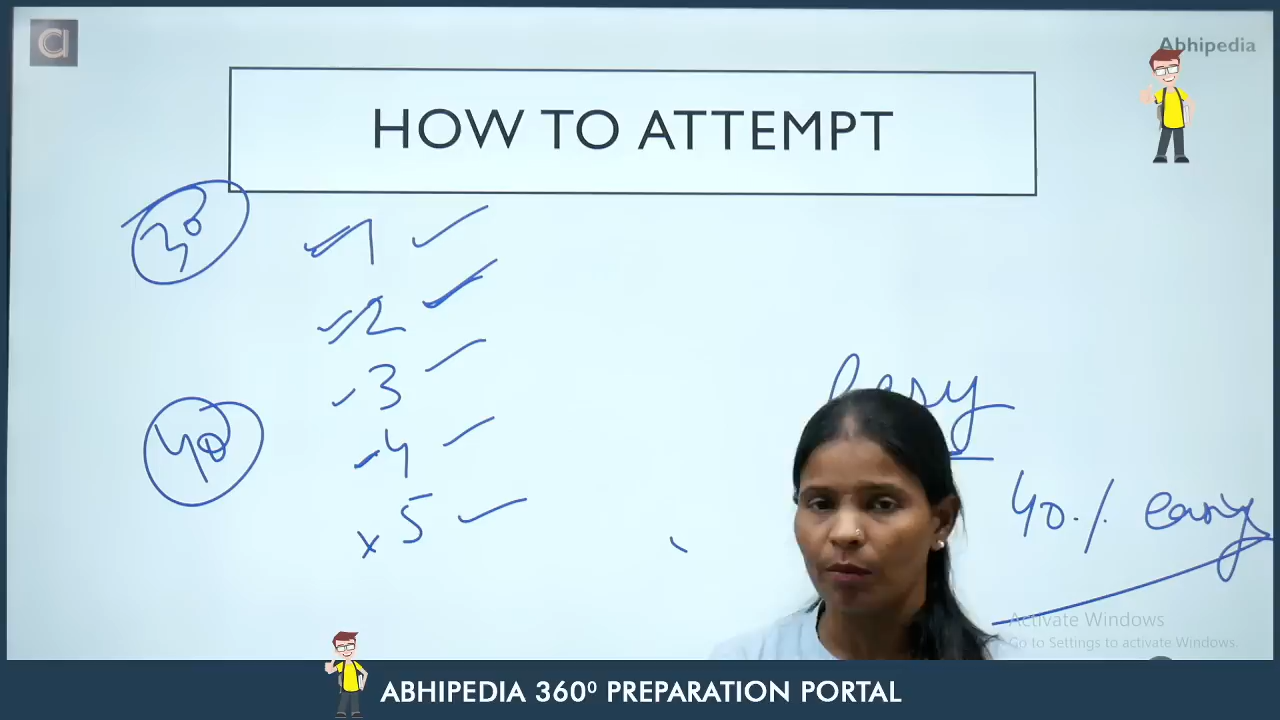 Abhipedia
HOW TO ATTEMPT
30
1
2
3
4
5
40
easy
40% easy
Activate Windows
Go to Settings to activate Windows.
ABHIPEDIA 360⁰ PREPARATION PORTAL